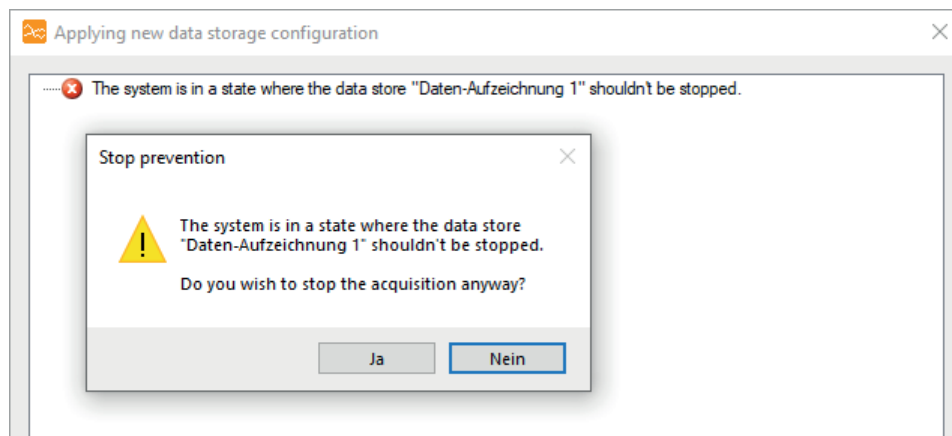 Applying new data storage configuration
The system is in a state where the data store "Daten-Aufzeichnung 1" shouldn't be stopped.
Stop prevention
The system is in a state where the data store
"Daten-Aufzeichnung 1" shouldn't be stopped.
Do you wish to stop the acquisition anyway?
Ja
Nein